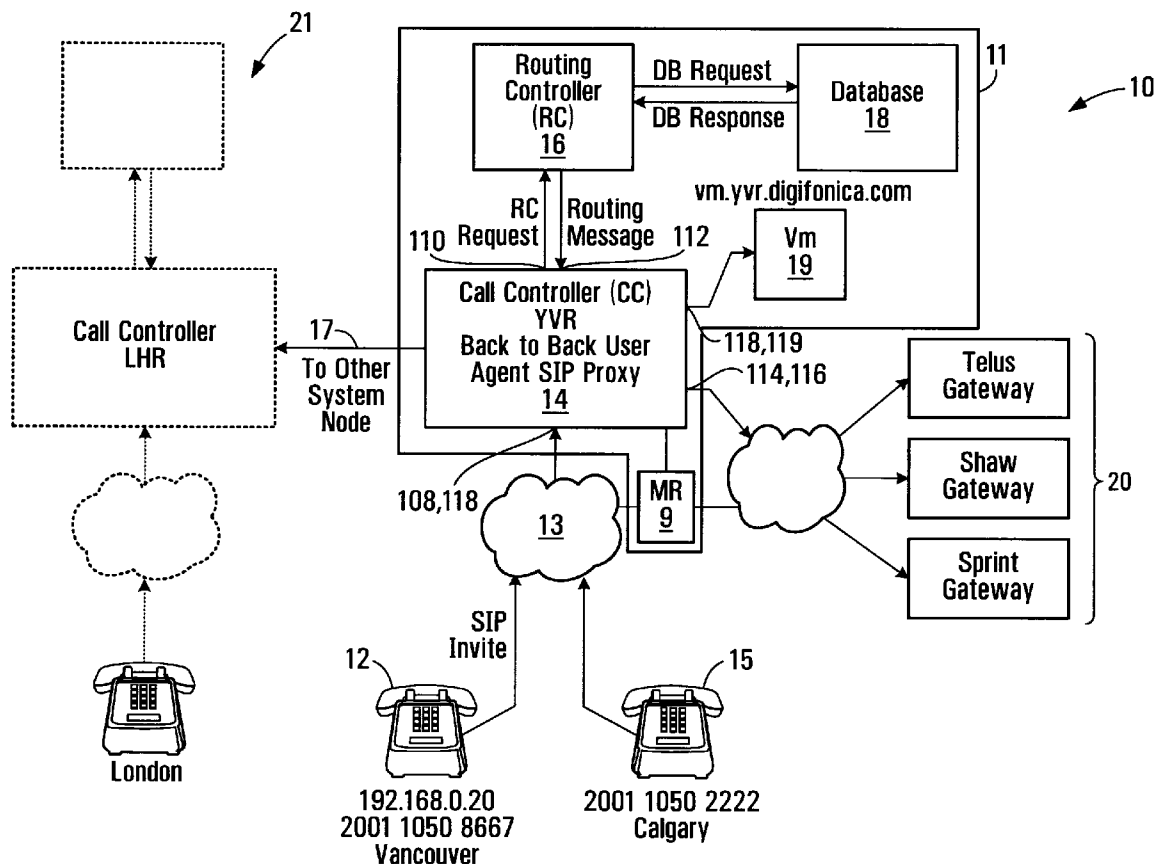 21
Routing
Controller
(RC)
16
DB Request
DB Response
Database
18
11
10
vm.yvr.digifonica.com
RC
Request
Routing
Message
110
112
Vm
19
Call Controller
LHR
17
To Other
System
Node
Call Controller (CC)
YVR
Back to Back User
Agent SIP Proxy
14
118,119
114,116
Telus
Gateway
Shaw
Gateway
Sprint
Gateway
20
108,118
13
MR
9
SIP
Invite
12
15
London
192.168.0.20
2001 1050 8667
Vancouver
2001 1050 2222
Calgary